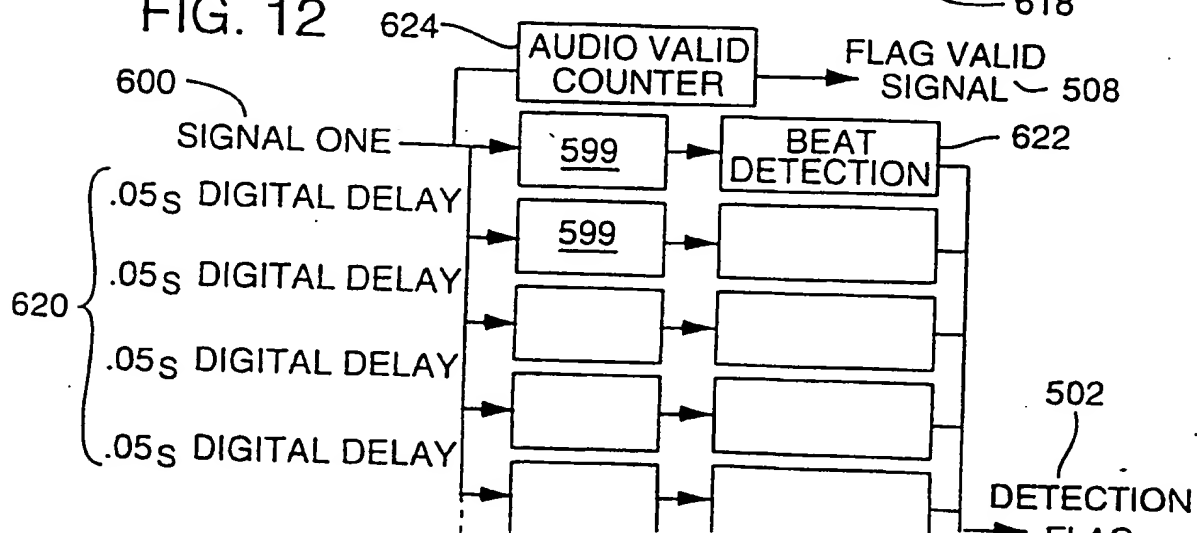 618
FIG. 12
624
AUDIO VALID
COUNTER
FLAG VALID
SIGNAL
508
600
SIGNAL ONE
599
BEAT
DETECTION
622
.05s DIGITAL DELAY
599
.05s DIGITAL DELAY
620
.05s DIGITAL DELAY
502
.05s DIGITAL DELAY
DETECTION
FLAG